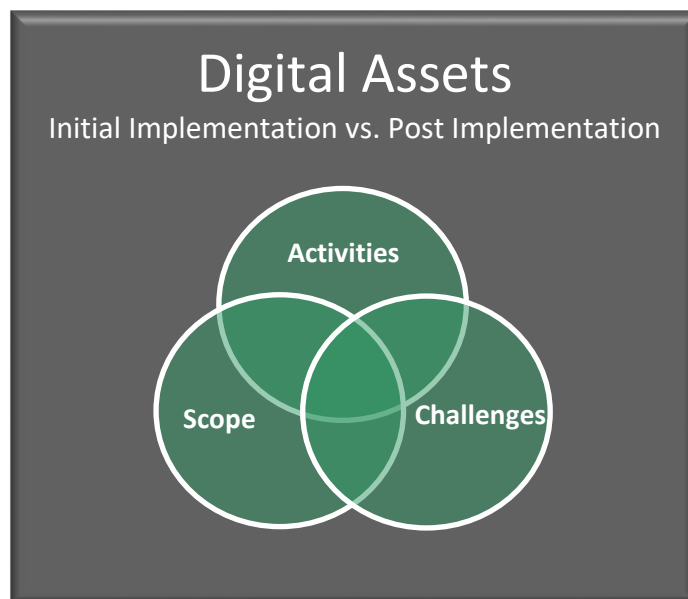 Digital Assets
Initial Implementation vs. Post Implementation
Activities
Scope
Challenges